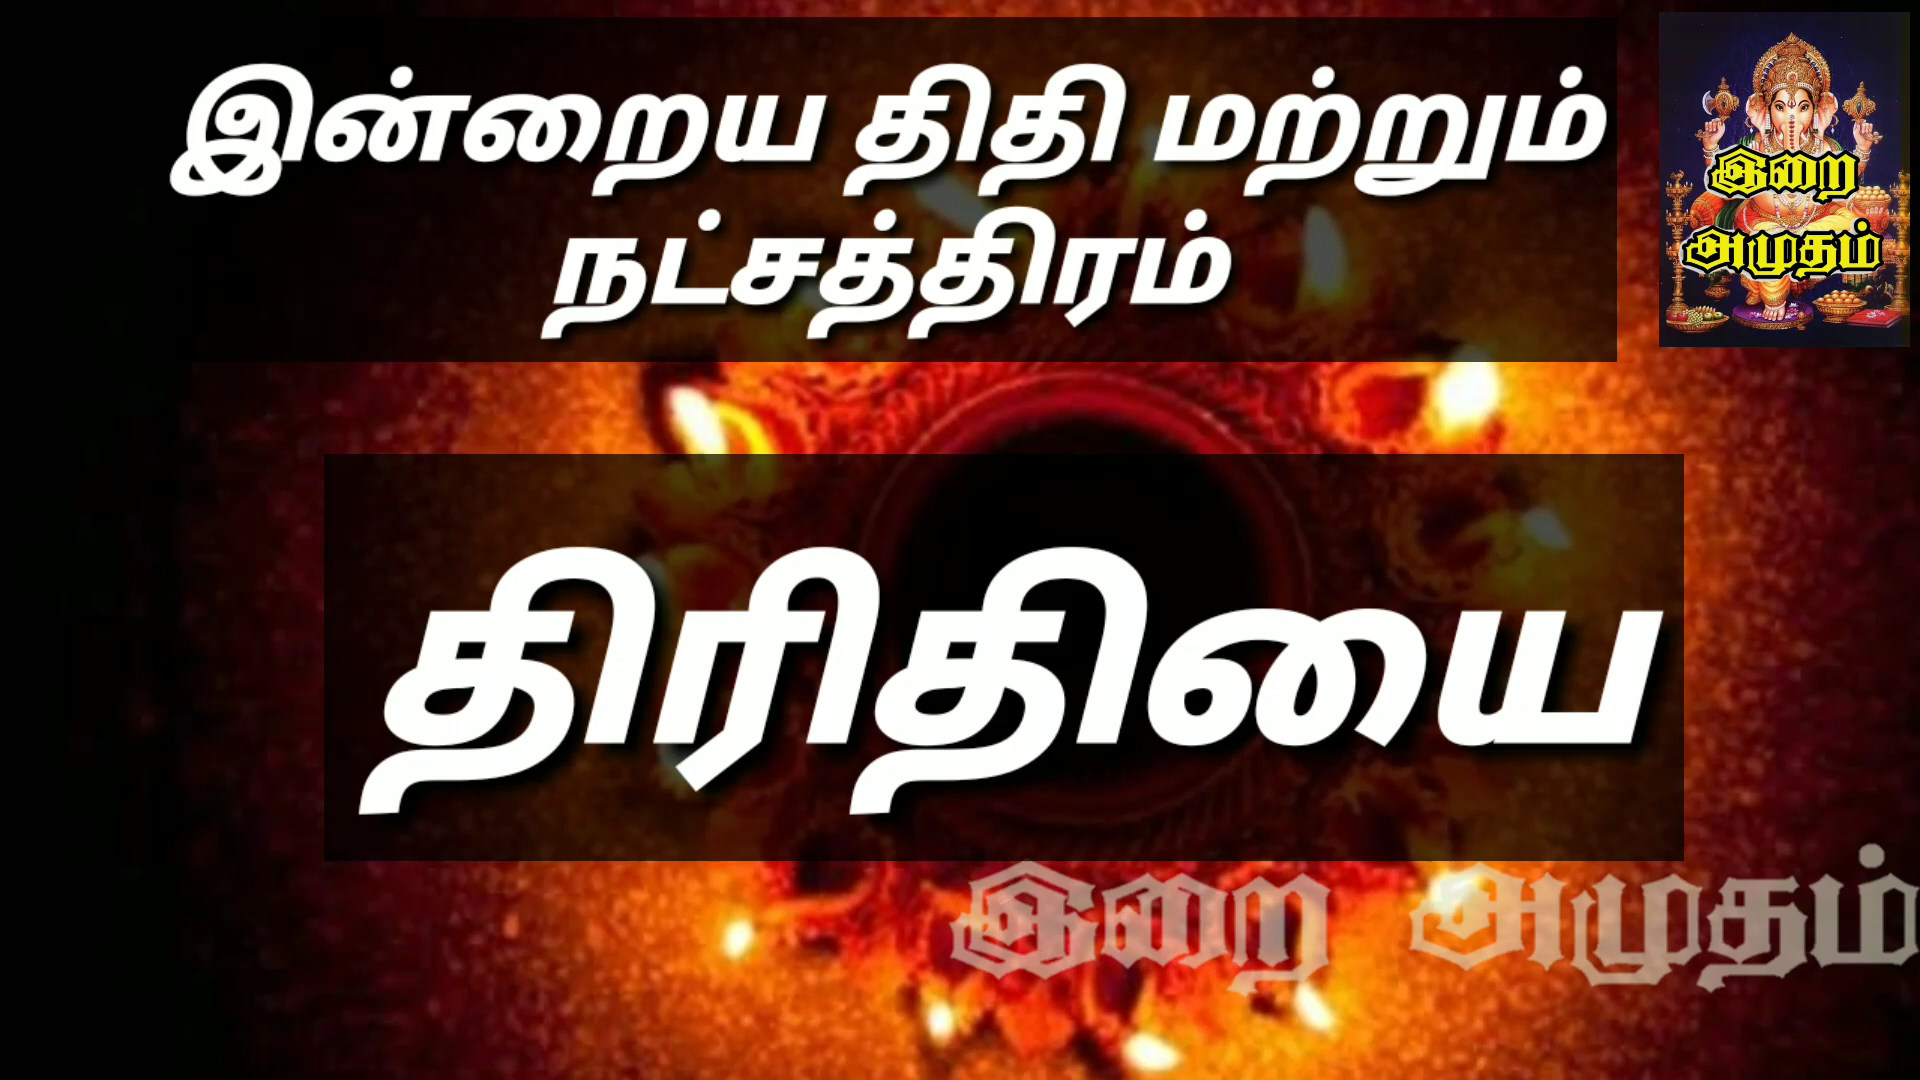 இன்றைய திதி மற்றும்
நட்சத்திரம்
இறை
அமுதம்
திரிதியை
இறை அமுதம்